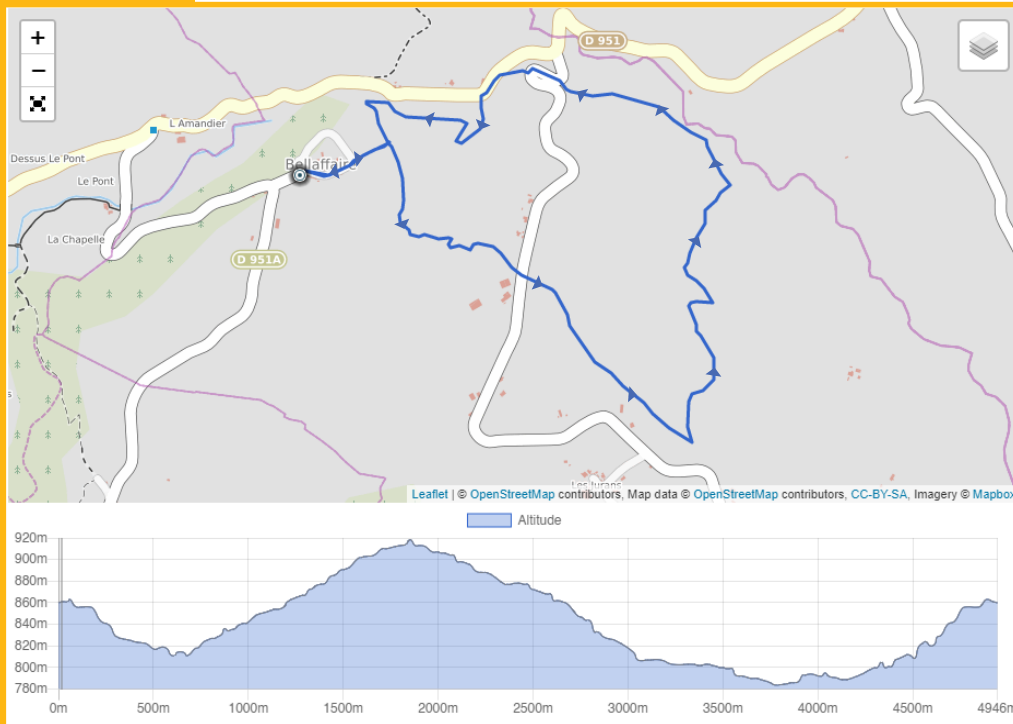 +
−
D 951
L Amandier
Dessus Le Pont
Bellaffaire
Le Pont
La Chapelle
D 951A
s
Les Jurans
Leaflet | © OpenStreetMap contributors, Map data © OpenStreetMap contributors, CC-BY-SA, Imagery © Mapbox
Altitude
920m
900m
880m
860m
840m
820m
800m
780m
0m 500m 1000m 1500m 2000m 2500m 3000m 3500m 4000m 4500m 4946m